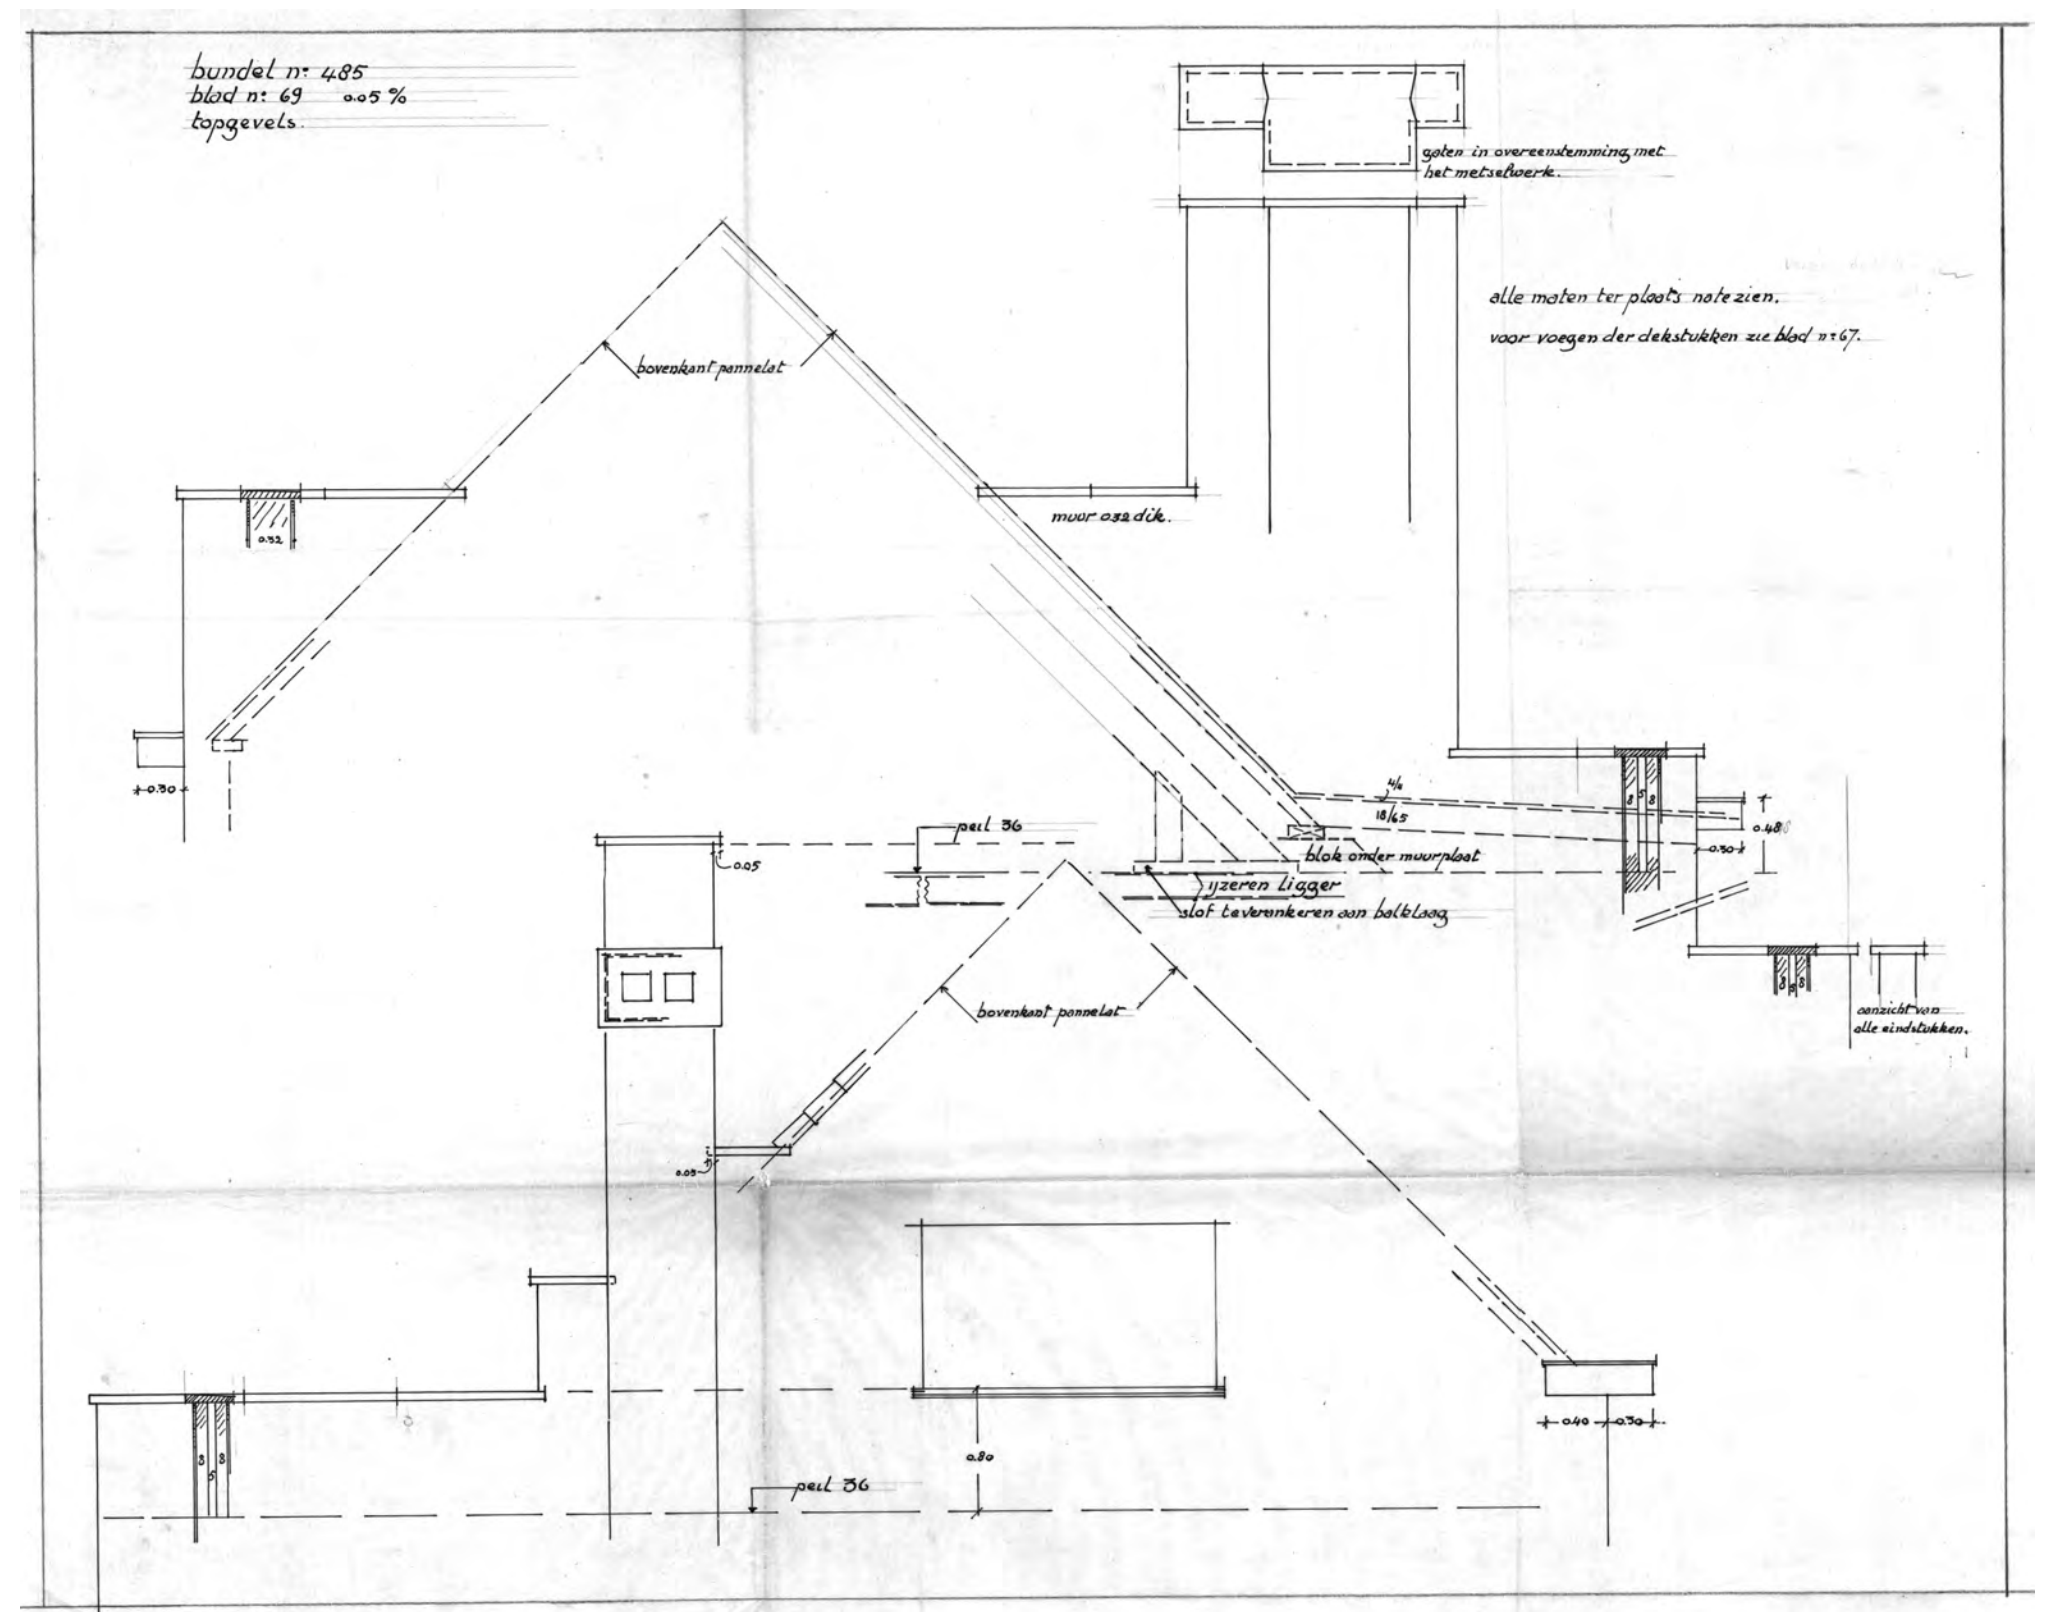 bundel n: 485
blad n: 69 0.05 %
topgevels.
gaten in overeenstemming met
het metselwerk.
alle maten ter plaats natezien.
voor voegen der dekstukken zie blad n: 67.
bovenkant pannelat
muur 0.32 dik.
0.32
0.30
peil 36
0.05
4/4
18/65
8 5 8
0.48
0.30
blok onder muurplaat
ijzeren ligger
slof te verankeren aan balklaag
8 5 8
aanzicht van
alle eindstukken.
bovenkant pannelat
0.05
0.40 0.30
8 5 8
0.80
peil 36